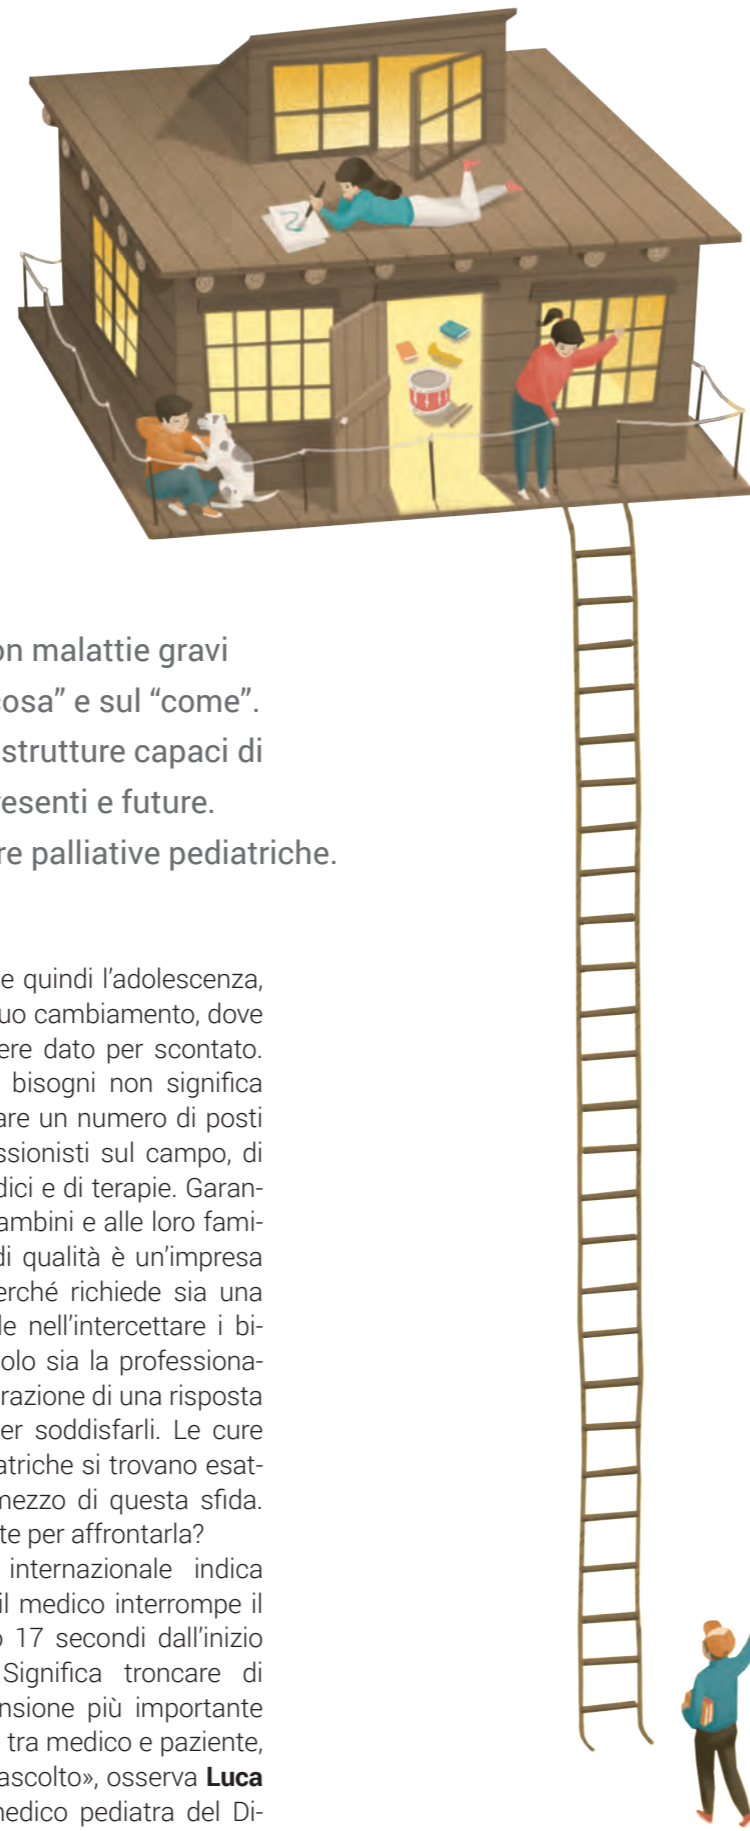 on malattie gravi
cosa” e sul “come”.
strutture capaci di
resenti e future.
re palliative pediatriche.
e quindi l’adolescenza,
uo cambiamento, dove
ere dato per scontato.
bisogni non significa
are un numero di posti
ssionisti sul campo, di
dici e di terapie. Garan-
ambini e alle loro fami-
di qualità è un’impresa
erché richiede sia una
le nell’intercettare i bi-
olo sia la professiona-
razione di una risposta
er soddisfarli. Le cure
atriche si trovano esat-
mezzo di questa sfida.
te per affrontarla?
internazionale indica
il medico interrompe il
o 17 secondi dall’inizio
Significa troncare di
nsione più importante
e tra medico e paziente,
ascolto», osserva Luca
medico pediatra del Di-